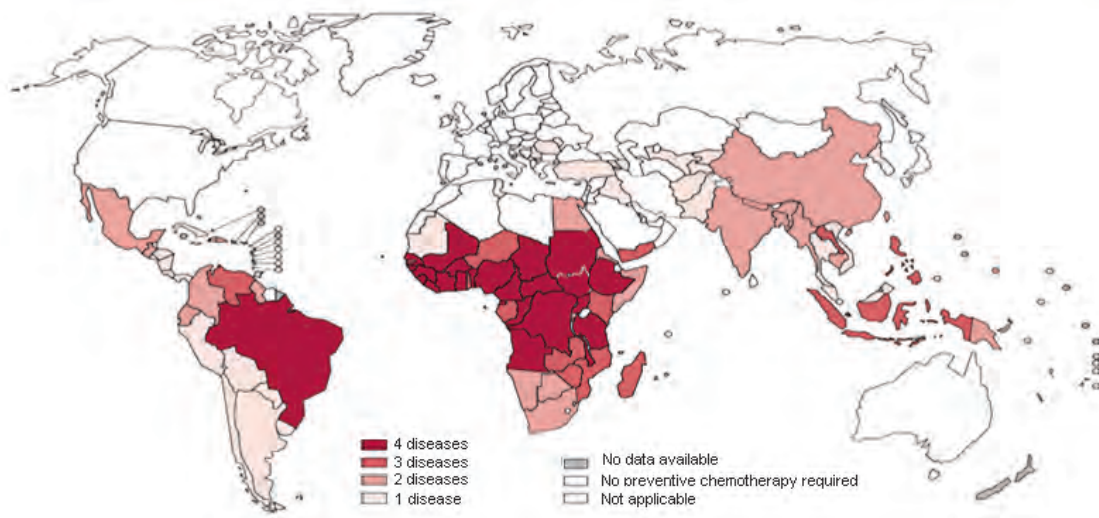 4 diseases
3 diseases
2 diseases
1 disease
No data available
No preventive chemotherapy required
Not applicable